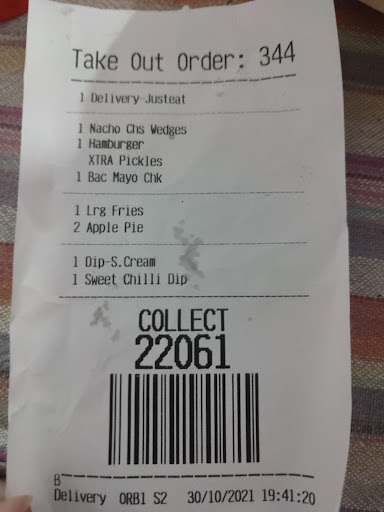 Take Out Order: 344
1 Delivery-Justeat
1 Nacho Chs Wedges
1 Hamburger
XTRA Pickles
1 Bac Mayo Chk
1 Lrg Fries
2 Apple Pie
1 Dip-S.Cream
1 Sweet Chilli Dip
COLLECT
22061
B
Delivery ORB1 S2 30/10/2021 19:41:20